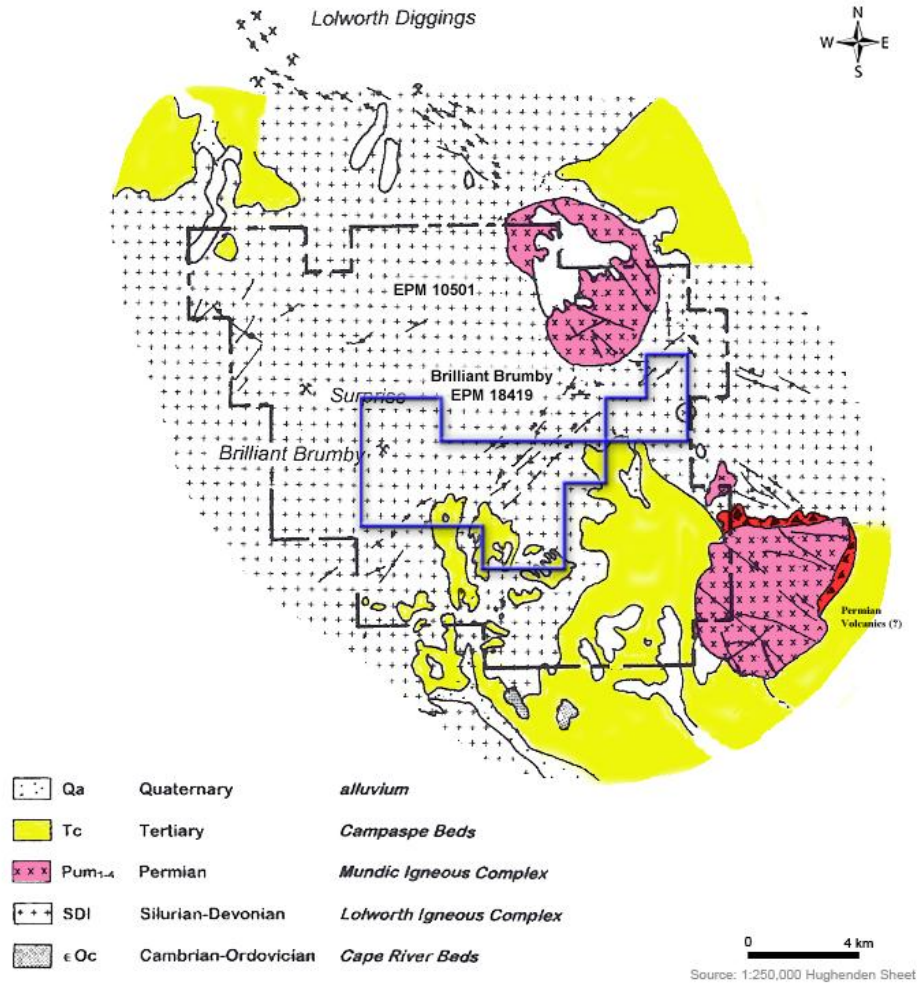 Lolworth Diggings
N
W E
S
EPM 10501
Brilliant Brumby
EPM 18419
Surprise
Brilliant Brumby
Permian
Volcanics (?)
Qa Quaternary alluvium
Tc Tertiary Campaspe Beds
Pum1-4 Permian Mundic Igneous Complex
SDI Silurian-Devonian Lolworth Igneous Complex
ЄOc Cambrian-Ordovician Cape River Beds
0 4 km
Source: 1:250,000 Hughenden Sheet